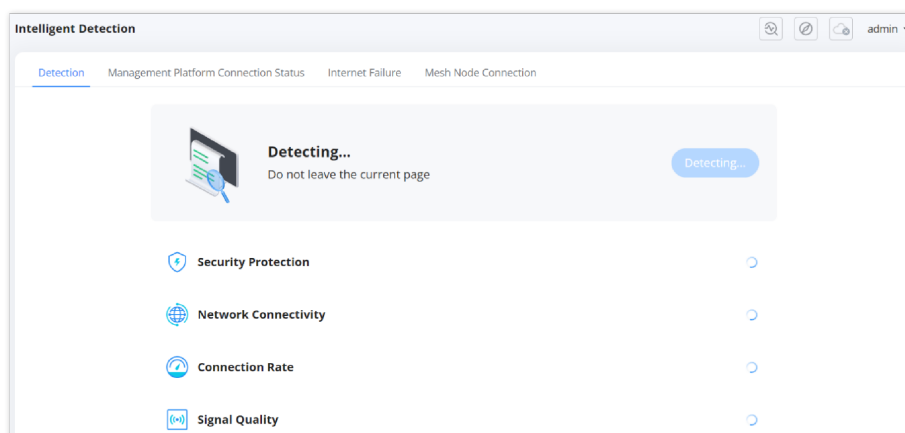 Intelligent Detection
admin
Detection Management Platform Connection Status Internet Failure Mesh Node Connection
Detecting...
Do not leave the current page
Detecting...
Security Protection
Network Connectivity
Connection Rate
Signal Quality